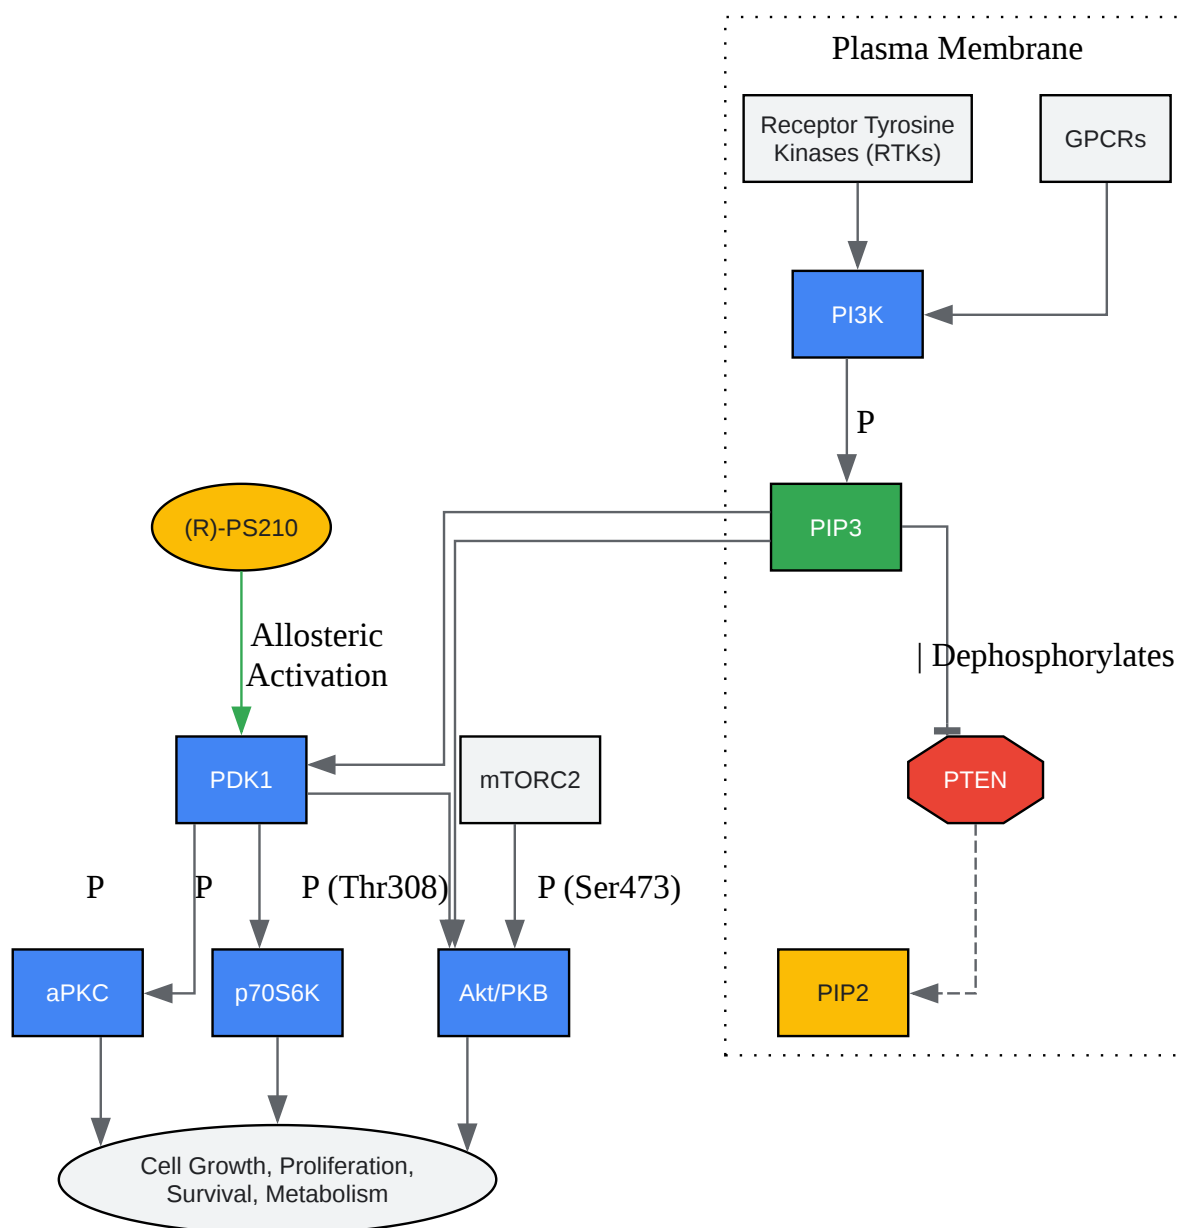 Plasma Membrane
Receptor Tyrosine
Kinases (RTKs)
GPCRs
PI3K
P
(R)-PS210
PIP3
Allosteric
Activation
| Dephosphorylates
PDK1
mTORC2
PTEN
P
P
P (Thr308)
P (Ser473)
aPKC
p70S6K
Akt/PKB
PIP2
Cell Growth, Proliferation,
Survival, Metabolism